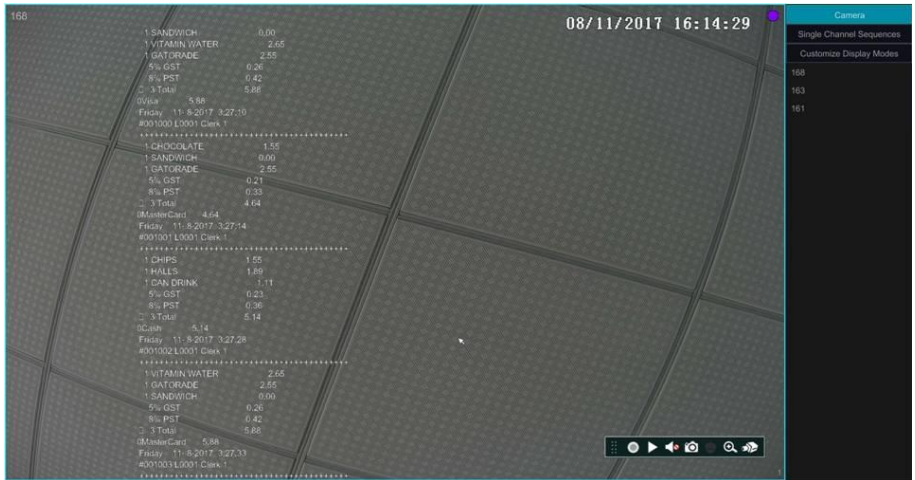 168
08/11/2017 16:14:29
1 SANDWICH 0.00
1 VITAMIN WATER 2.65
1 GATORADE 2.55
5% GST 0.26
8% PST 0.42
3 Total 5.88
0Visa 5.88
Friday 11- 8-2017 3:27:10
#001000 L0001 Clerk 1
1 CHOCOLATE 1.55
1 SANDWICH 0.00
1 GATORADE 2.55
5% GST 0.21
8% PST 0.33
3 Total 4.64
0MasterCard 4.64
Friday 11- 8-2017 3:27:14
#001001 L0001 Clerk 1
1 CHIPS 1.55
1 HALLS 1.89
1 CAN DRINK 1.11
5% GST 0.23
8% PST 0.36
3 Total 5.14
0Cash 5.14
Friday 11- 8-2017 3:27:28
#001002 L0001 Clerk 1
1 VITAMIN WATER 2.65
1 GATORADE 2.55
1 SANDWICH 0.00
5% GST 0.26
8% PST 0.42
3 Total 5.88
0MasterCard 5.88
Friday 11- 8-2017 3:27:33
#001003 L0001 Clerk 1
Camera
Single Channel Sequences
Customize Display Modes
168
163
161
1